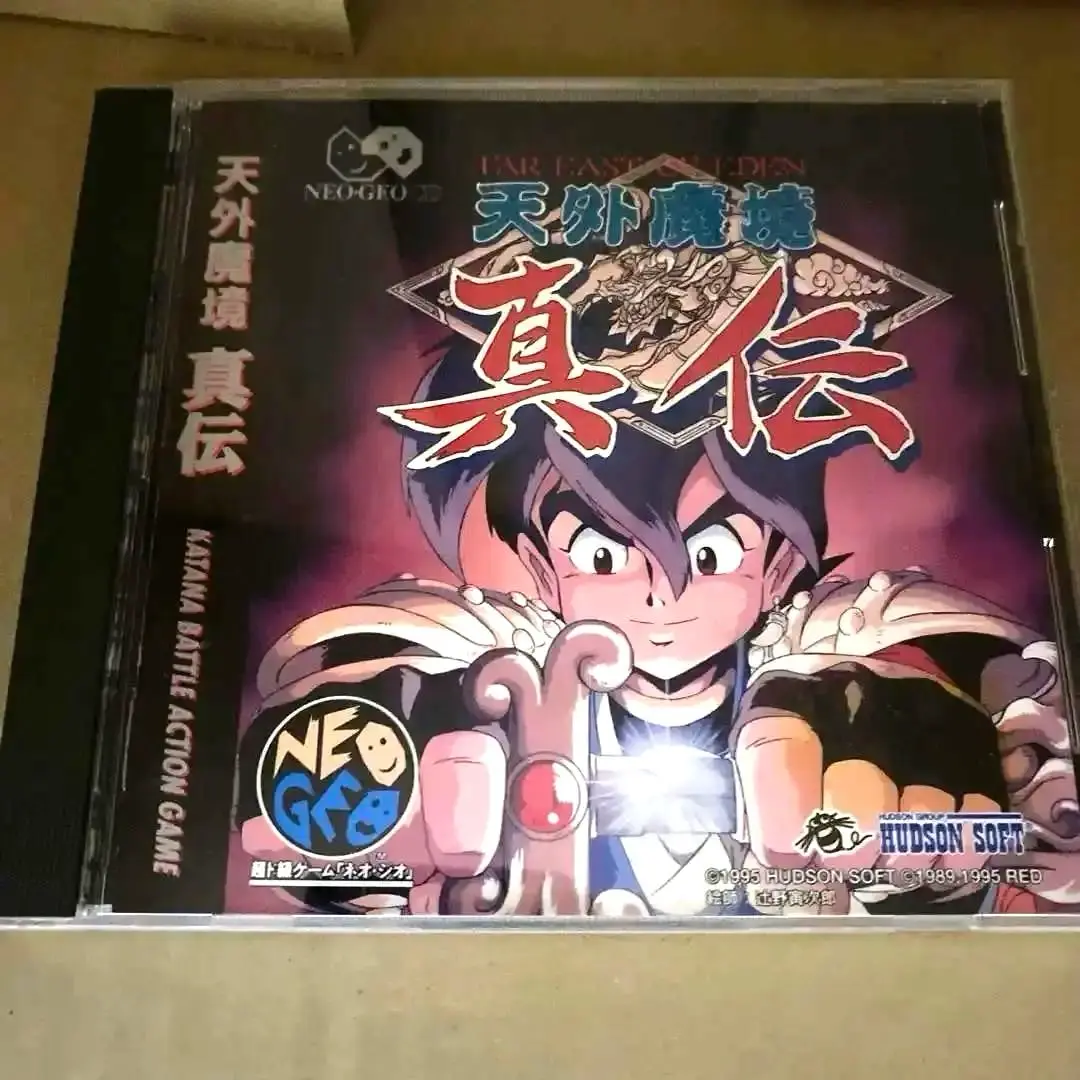 天外魔境 真伝
KATANA BATTLE ACTION GAME
NEO・GEO CD
FAR EAST OF EDEN
天外魔境
真伝
NEO
GEO
超ド級ゲーム「ネオ・ジオ」
TM
HUDSON GROUP
HUDSON SOFT
©1995 HUDSON SOFT ©1989,1995 RED
絵師 辻野寅次郎